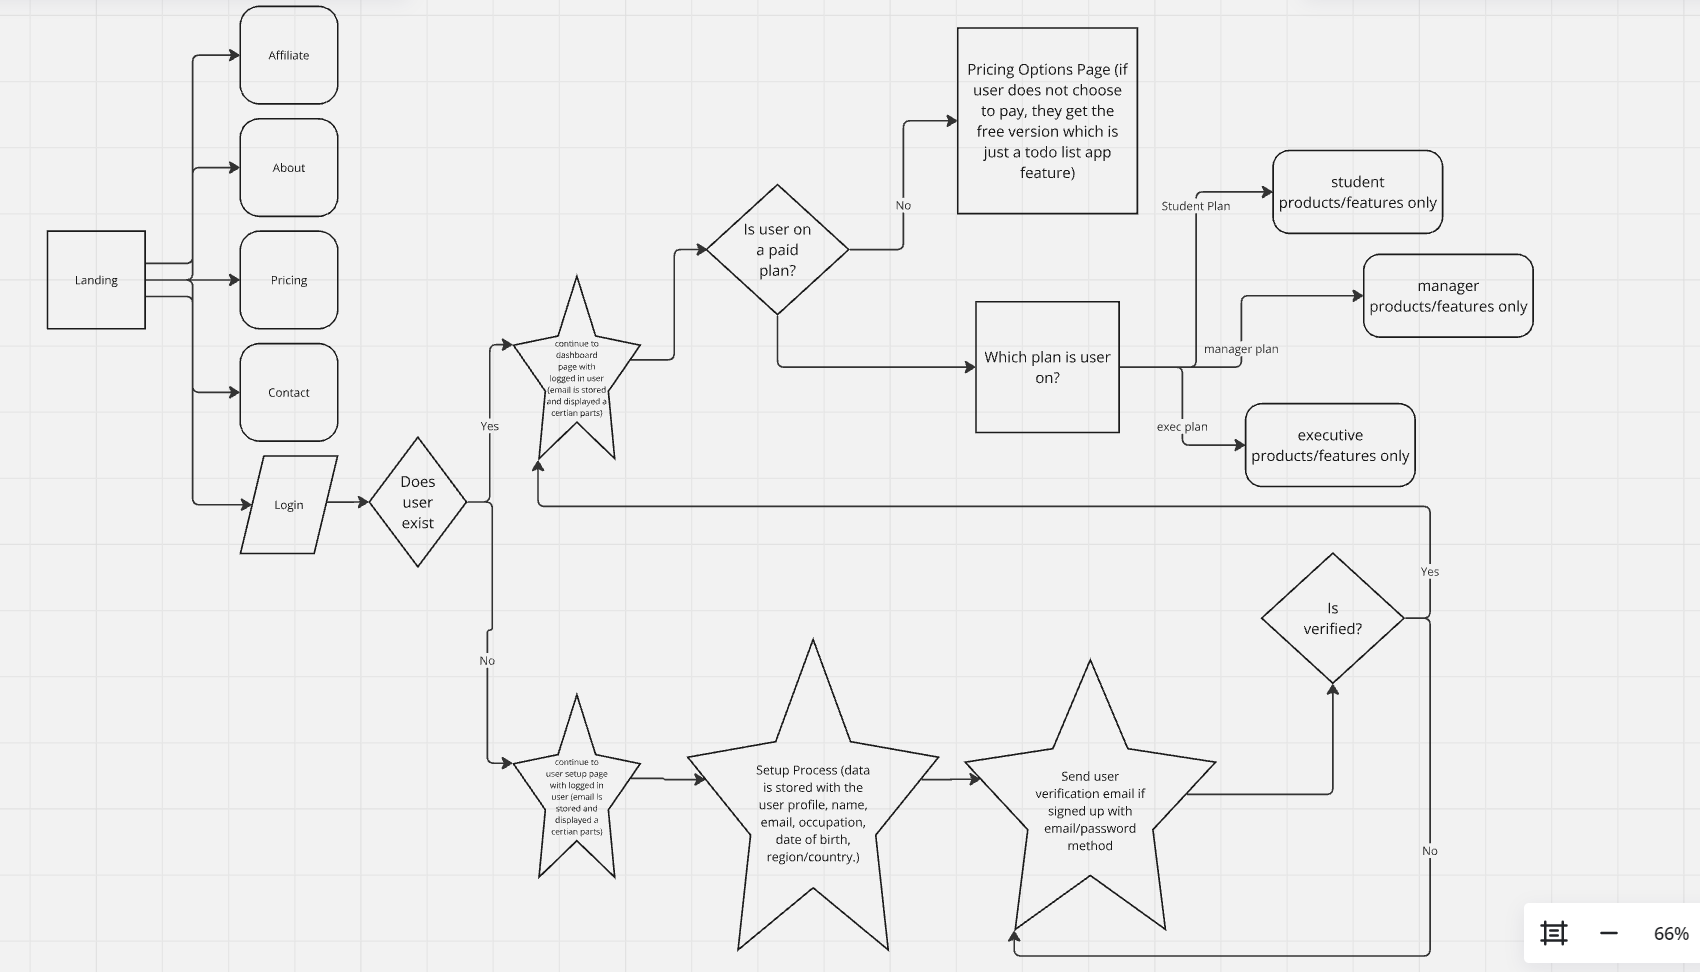 Affiliate
About
Landing
Pricing
Contact
Login
Does
user
exist
Yes
No
continue to
dashboard
page with
logged in user
(email is stored
and displayed a
certian parts)
Is user on
a paid
plan?
No
Pricing Options Page (if
user does not choose
to pay, they get the
free version which is
just a todo list app
feature)
Which plan is user
on?
Student Plan
student
products/features only
manager plan
manager
products/features only
exec plan
executive
products/features only
continue to
user setup page
with logged in
user (email is
stored and
displayed a
certian parts)
Setup Process (data
is stored with the
user profile, name,
email, occupation,
date of birth,
region/country.)
Send user
verification email if
signed up with
email/password
method
Is
verified?
Yes
No
66%